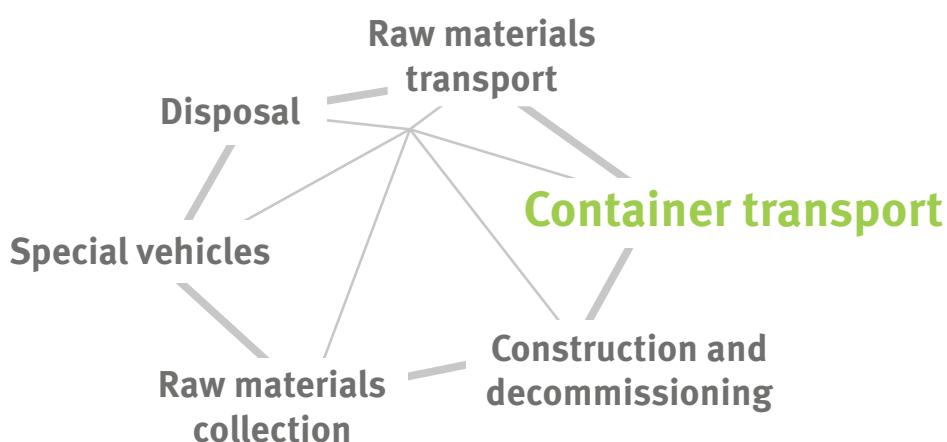 Raw materials
transport
Disposal
Container transport
Special vehicles
Construction and
decommissioning
Raw materials
collection